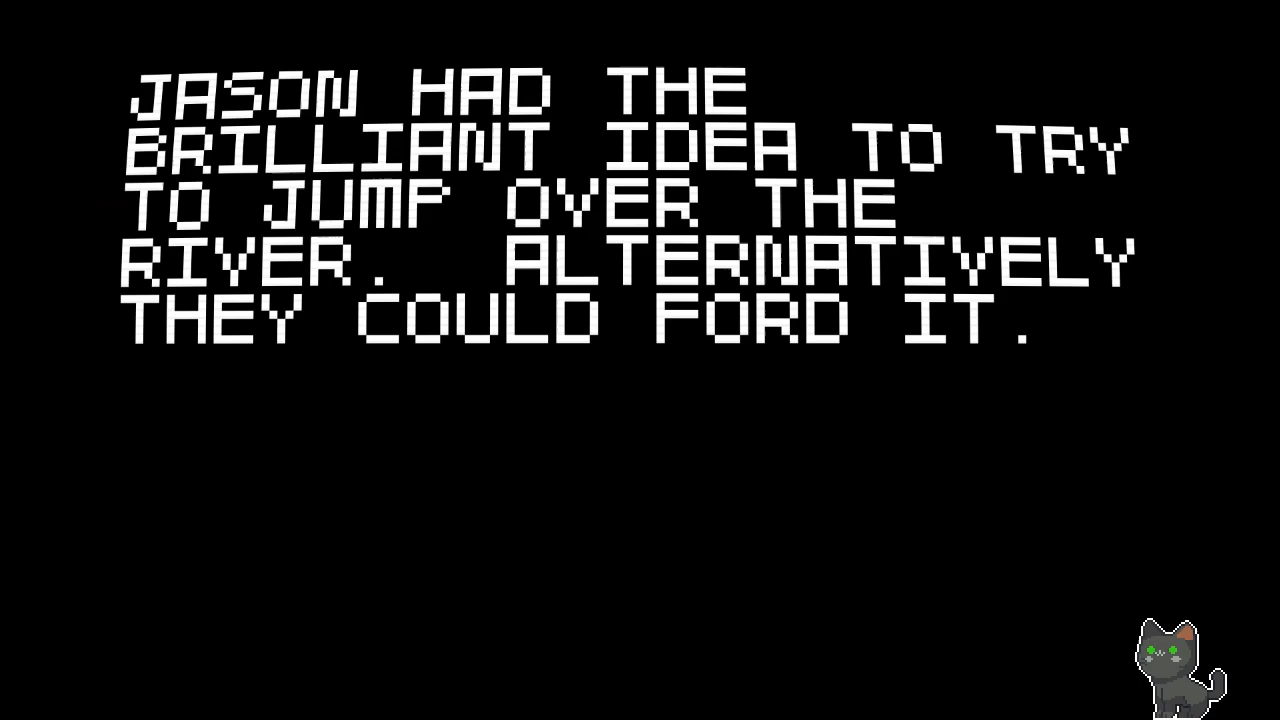 JASON HAD THE
BRILLIANT IDEA TO TRY
TO JUMP OVER THE
RIVER.  ALTERNATIVELY
THEY COULD FORD IT.